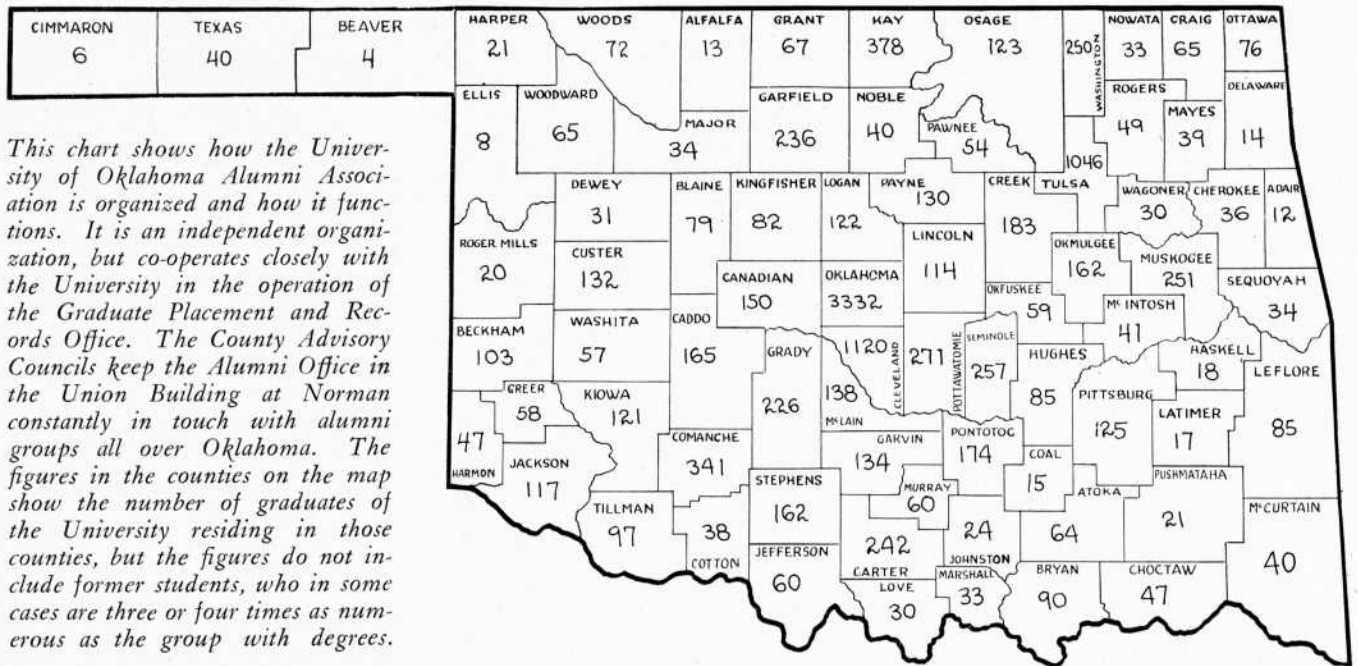 CIMMARON
6
TEXAS
40
BEAVER
4
HARPER
21
WOODS
72
ALFALFA
13
GRANT
67
KAY
378
OSAGE
123
250
WASHINGTON
NOWATA
33
CRAIG
65
OTTAWA
76
ELLIS
8
WOODWARD
65
MAJOR
34
GARFIELD
236
NOBLE
40
PAWNEE
54
ROGERS
49
MAYES
39
DELAWARE
14
This chart shows how the Univer-
sity of Oklahoma Alumni Associ-
ation is organized and how it func-
tions. It is an independent organi-
zation, but co-operates closely with
the University in the operation of
the Graduate Placement and Rec-
ords Office. The County Advisory
Councils keep the Alumni Office in
the Union Building at Norman
constantly in touch with alumni
groups all over Oklahoma. The
figures in the counties on the map
show the number of graduates of
the University residing in those
counties, but the figures do not in-
clude former students, who in some
cases are three or four times as num-
erous as the group with degrees.
DEWEY
31
BLAINE
79
KINGFISHER
82
LOGAN
122
PAYNE
130
CREEK
183
1046
TULSA
WAGONER
30
CHEROKEE
36
ADAIR
12
ROGER MILLS
20
CUSTER
132
CANADIAN
150
OKLAHOMA
3332
LINCOLN
114
OKMULGEE
162
MUSKOGEE
251
SEQUOYAH
34
BECKHAM
103
WASHITA
57
CADDO
165
GRADY
226
1120
CLEVELAND
138
McLAIN
271
POTTAWATOMIE
SEMINOLE
257
OKFUSKEE
59
HUGHES
85
McINTOSH
41
HASKELL
18
LEFLORE
85
GREER
58
KIOWA
121
PITTSBURG
125
LATIMER
17
47
HARMON
JACKSON
117
COMANCHE
341
STEPHENS
162
GARVIN
134
PONTOTOC
174
COAL
15
PUSHMATAHA
21
TILLMAN
97
38
COTTON
MURRAY
60
24
JOHNSTON
ATOKA
64
McCURTAIN
40
JEFFERSON
60
242
CARTER
LOVE
30
MARSHALL
33
BRYAN
90
CHOCTAW
47